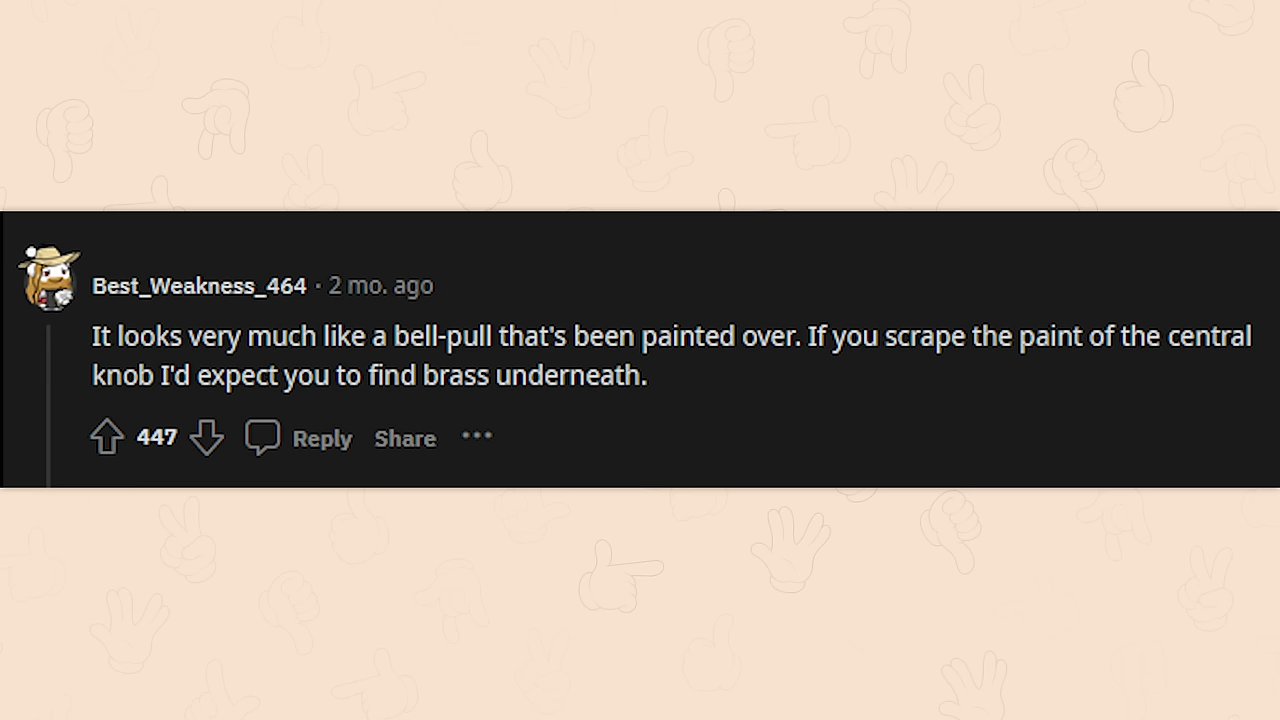 Best_Weakness_464 · 2 mo. ago
It looks very much like a bell-pull that's been painted over. If you scrape the paint of the central
knob I'd expect you to find brass underneath.
447 Reply Share ...